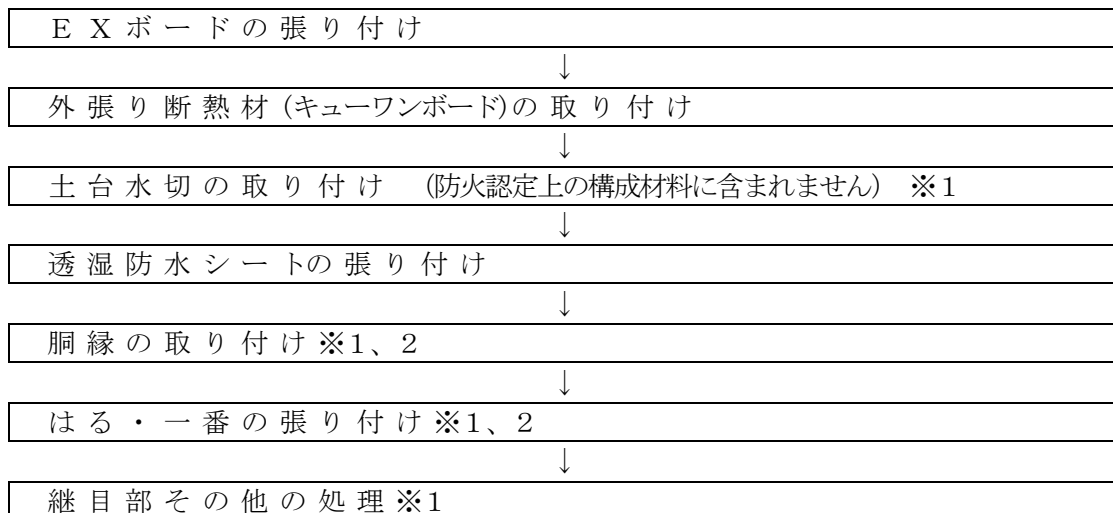 ＥＸボードの張り付け
↓
外張り断熱材(キューワンボード)の取り付け
↓
土台水切の取り付け　(防火認定上の構成材料に含まれません)　※１
↓
透湿防水シートの張り付け
↓
胴縁の取り付け※１、２
↓
はる・一番の張り付け※１、２
↓
継目部その他の処理※１